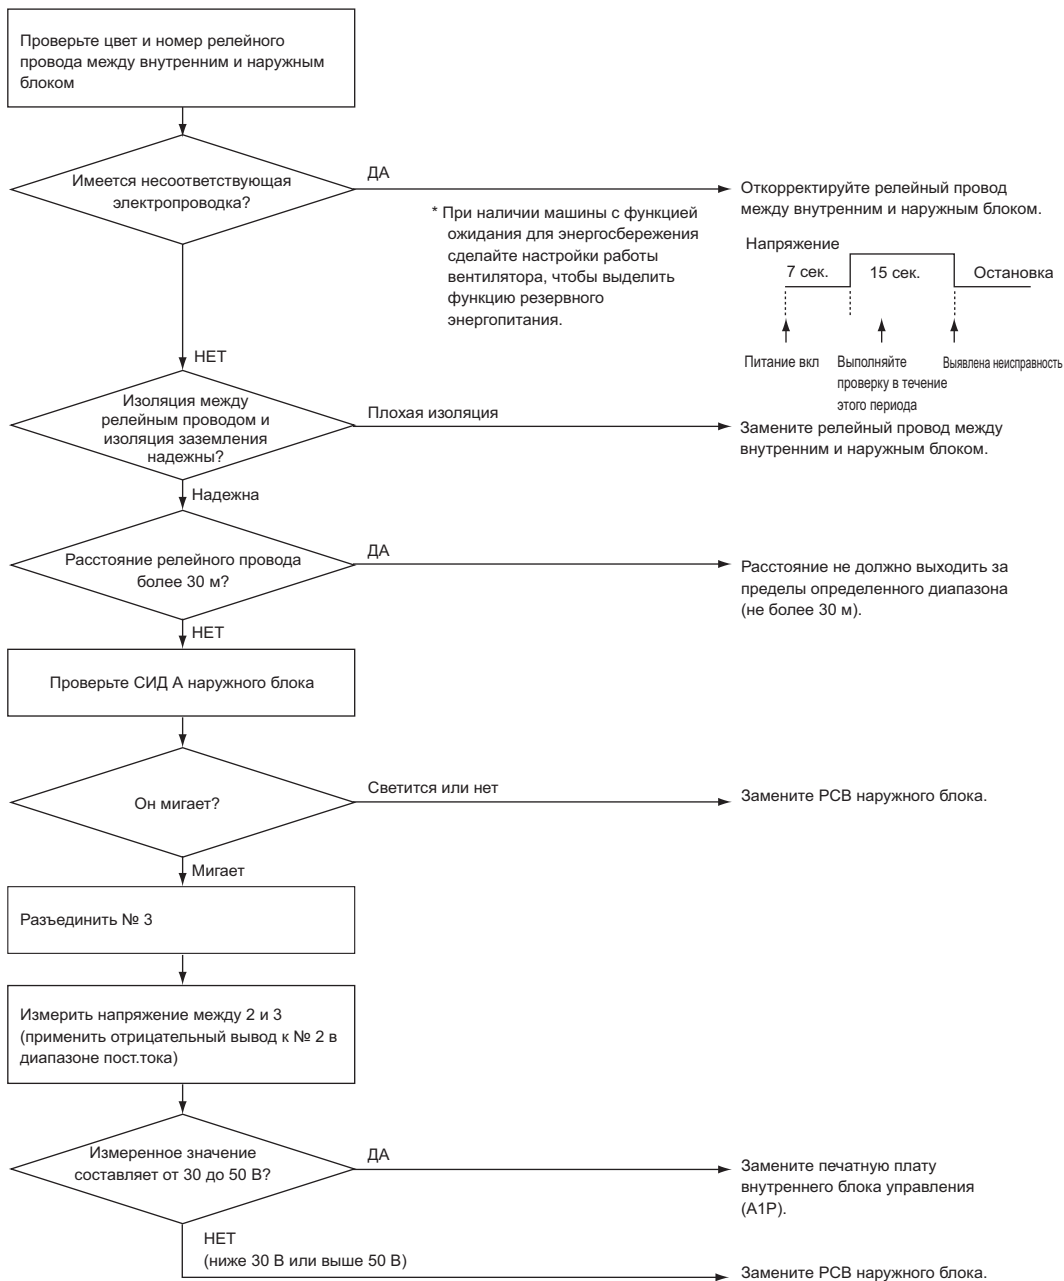 Проверьте цвет и номер релейного
провода между внутренним и наружным
блоком
Имеется несоответствующая
электропроводка?
ДА
Откорректируйте релейный провод
между внутренним и наружным блоком.
* При наличии машины с функцией
ожидания для энергосбережения
сделайте настройки работы
вентилятора, чтобы выделить
функцию резервного
энергопитания.
Напряжение
7 сек.
15 сек.
Остановка
Питание вкл
Выполняйте
проверку в течение
этого периода
Выявлена неисправность
НЕТ
Изоляция между
релейным проводом и
изоляция заземления
надежны?
Плохая изоляция
Замените релейный провод между
внутренним и наружным блоком.
Надежна
Расстояние релейного провода
более 30 м?
ДА
Расстояние не должно выходить за
пределы определенного диапазона
(не более 30 м).
НЕТ
Проверьте СИД А наружного блока
Он мигает?
Светится или нет
Замените PCB наружного блока.
Мигает
Разъединить № 3
Измерить напряжение между 2 и 3
(применить отрицательный вывод к № 2 в
диапазоне пост.тока)
Измеренное значение
составляет от 30 до 50 В?
ДА
Замените печатную плату
внутреннего блока управления
(A1P).
НЕТ
(ниже 30 В или выше 50 В)
Замените PCB наружного блока.